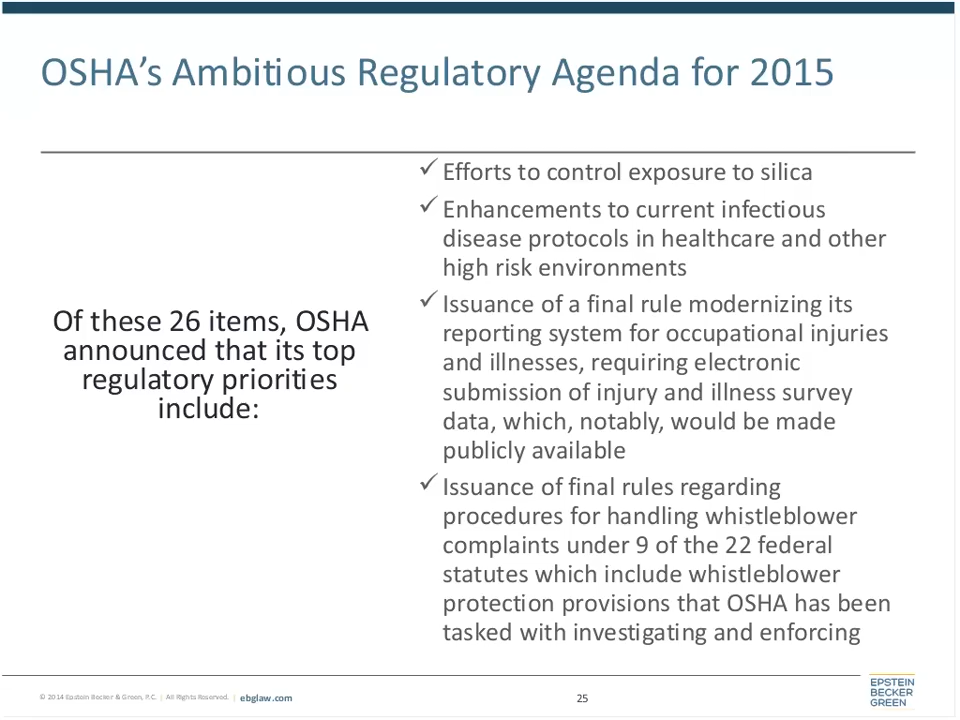 OSHA’s Ambitious Regulatory Agenda for 2015
Of these 26 items, OSHA
announced that its top
regulatory priorities
include:
✓ Efforts to control exposure to silica
✓ Enhancements to current infectious
disease protocols in healthcare and other
high risk environments
✓ Issuance of a final rule modernizing its
reporting system for occupational injuries
and illnesses, requiring electronic
submission of injury and illness survey
data, which, notably, would be made
publicly available
✓ Issuance of final rules regarding
procedures for handling whistleblower
complaints under 9 of the 22 federal
statutes which include whistleblower
protection provisions that OSHA has been
tasked with investigating and enforcing
© 2014 Epstein Becker & Green, P.C. | All Rights Reserved. | ebglaw.com
25
EPSTEIN
BECKER
GREEN